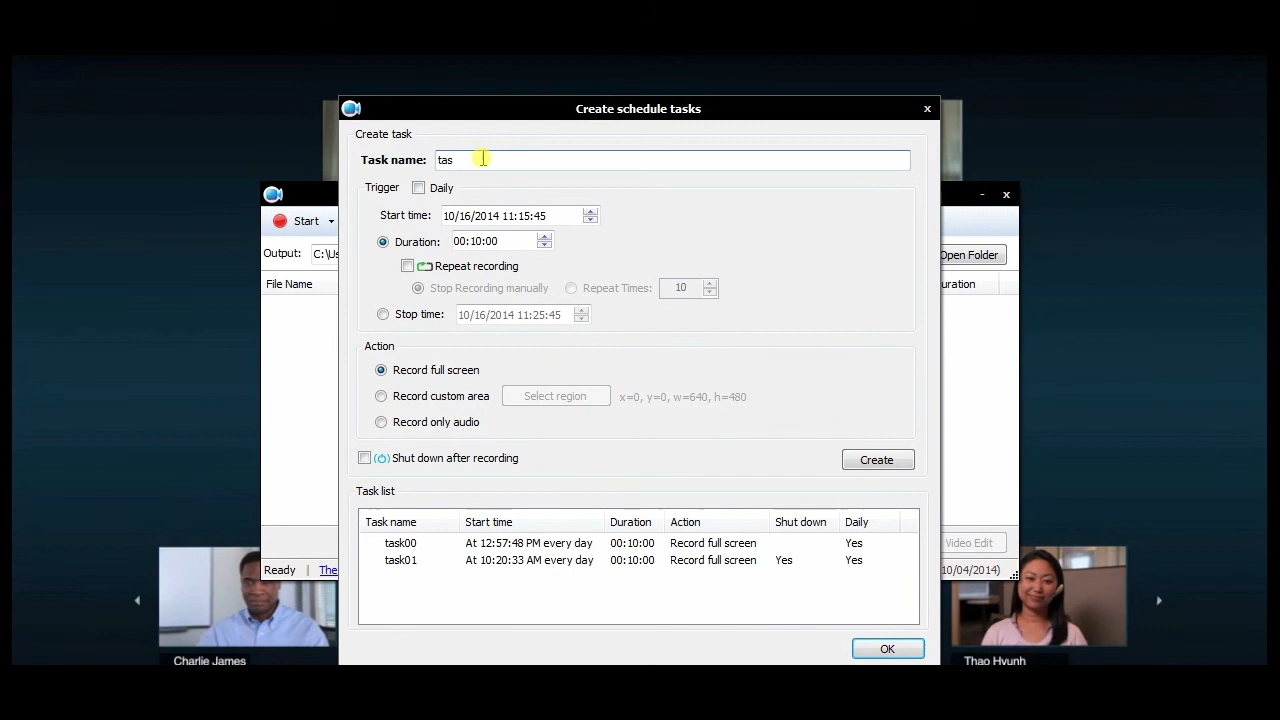 Create schedule tasks
x
Create task
Task name: tas
Trigger Daily
- x
Start time: 10/16/2014 11:15:45
Start
Duration: 00:10:00
Output: C:\Us
Open Folder
Repeat recording
File Name
uration
Stop Recording manually Repeat Times: 10
Stop time: 10/16/2014 11:25:45
Action
Record full screen
Record custom area Select region x=0, y=0, w=640, h=480
Record only audio
Shut down after recording
Create
Task list
Task name Start time Duration Action Shut down Daily
task00 At 12:57:48 PM every day 00:10:00 Record full screen Yes
task01 At 10:20:33 AM every day 00:10:00 Record full screen Yes Yes
Video Edit
Ready The
10/04/2014)
OK
Charlie James
Thao Hyunh